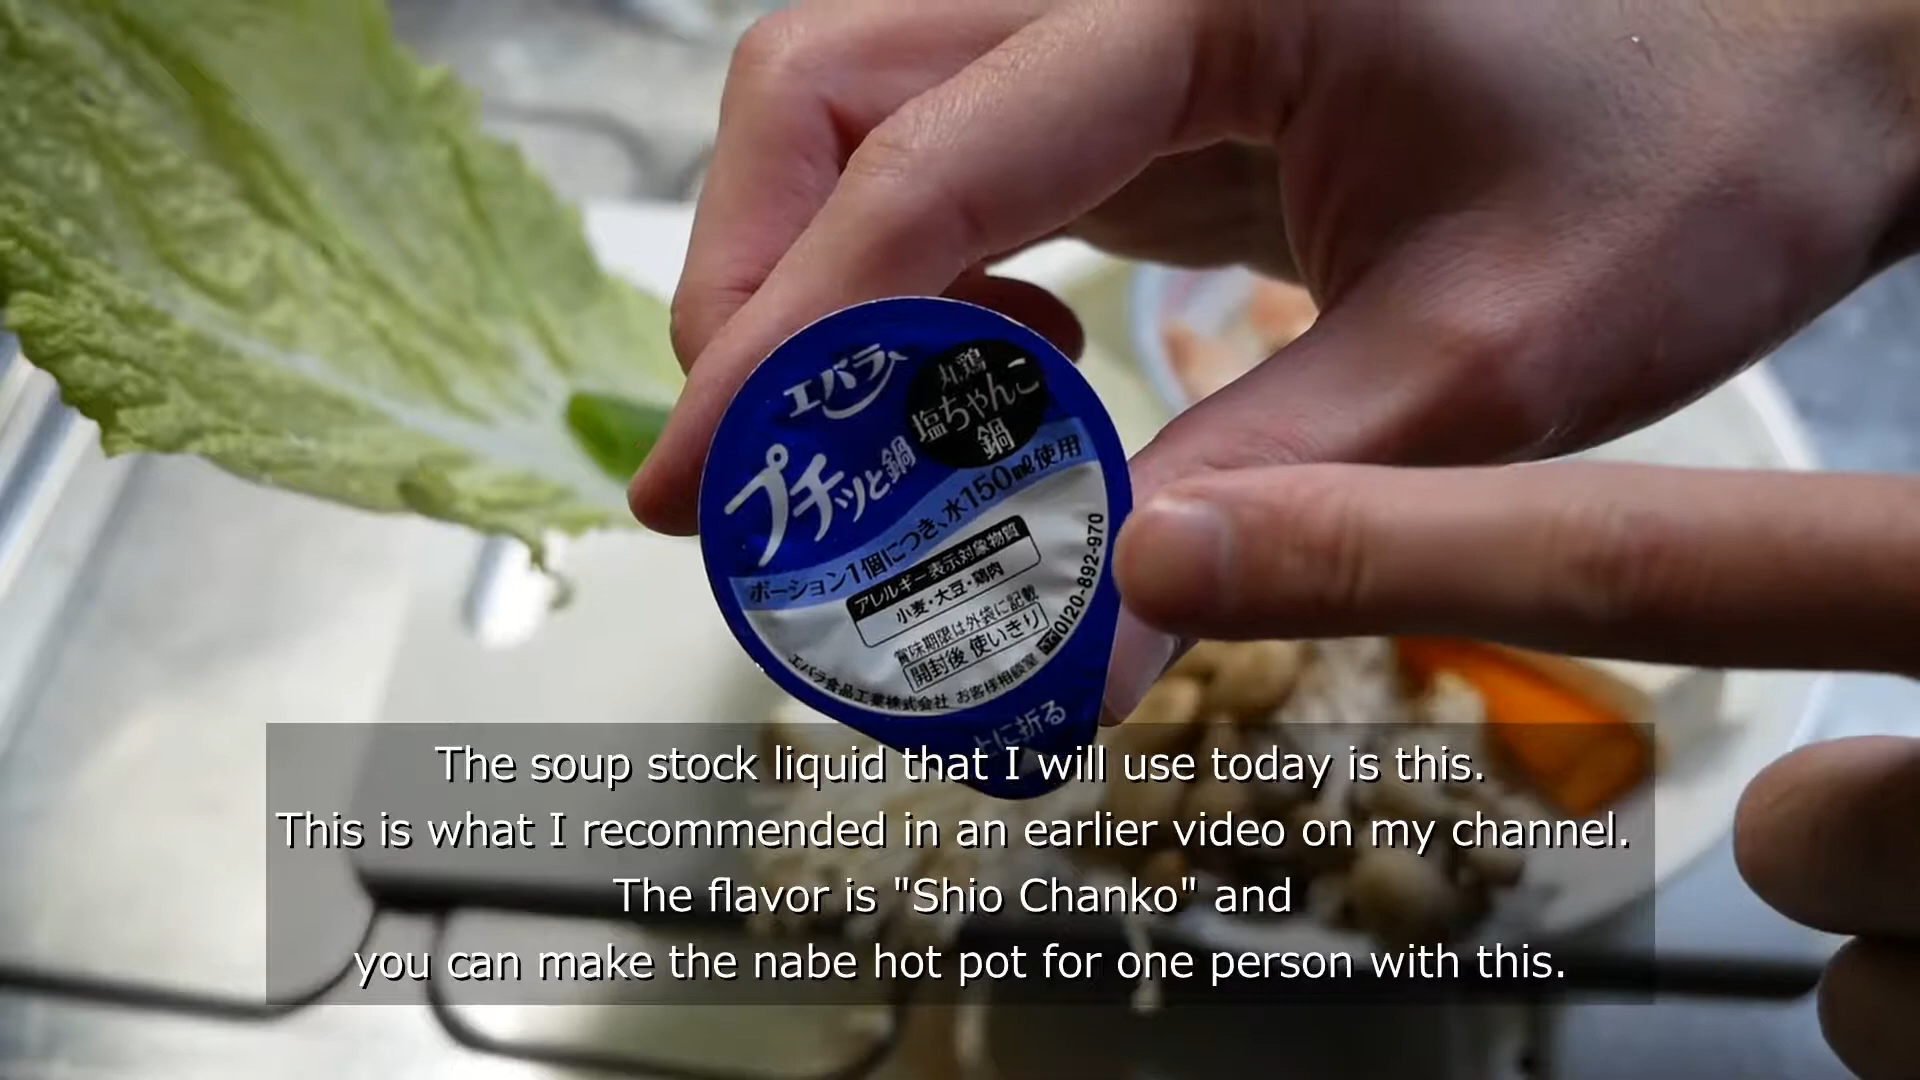 エバラ
丸鶏
塩ちゃんこ
鍋
プチッと鍋
ポーション1個につき、水150ml使用
アレルギー表示対象物質
小麦・大豆・鶏肉
賞味期限は外袋に記載
開封後 使いきり
エバラ食品工業株式会社 お客様相談室
0120-892-970
上に折る
The soup stock liquid that I will use today is this.
This is what I recommended in an earlier video on my channel.
The flavor is "Shio Chanko" and
you can make the nabe hot pot for one person with this.